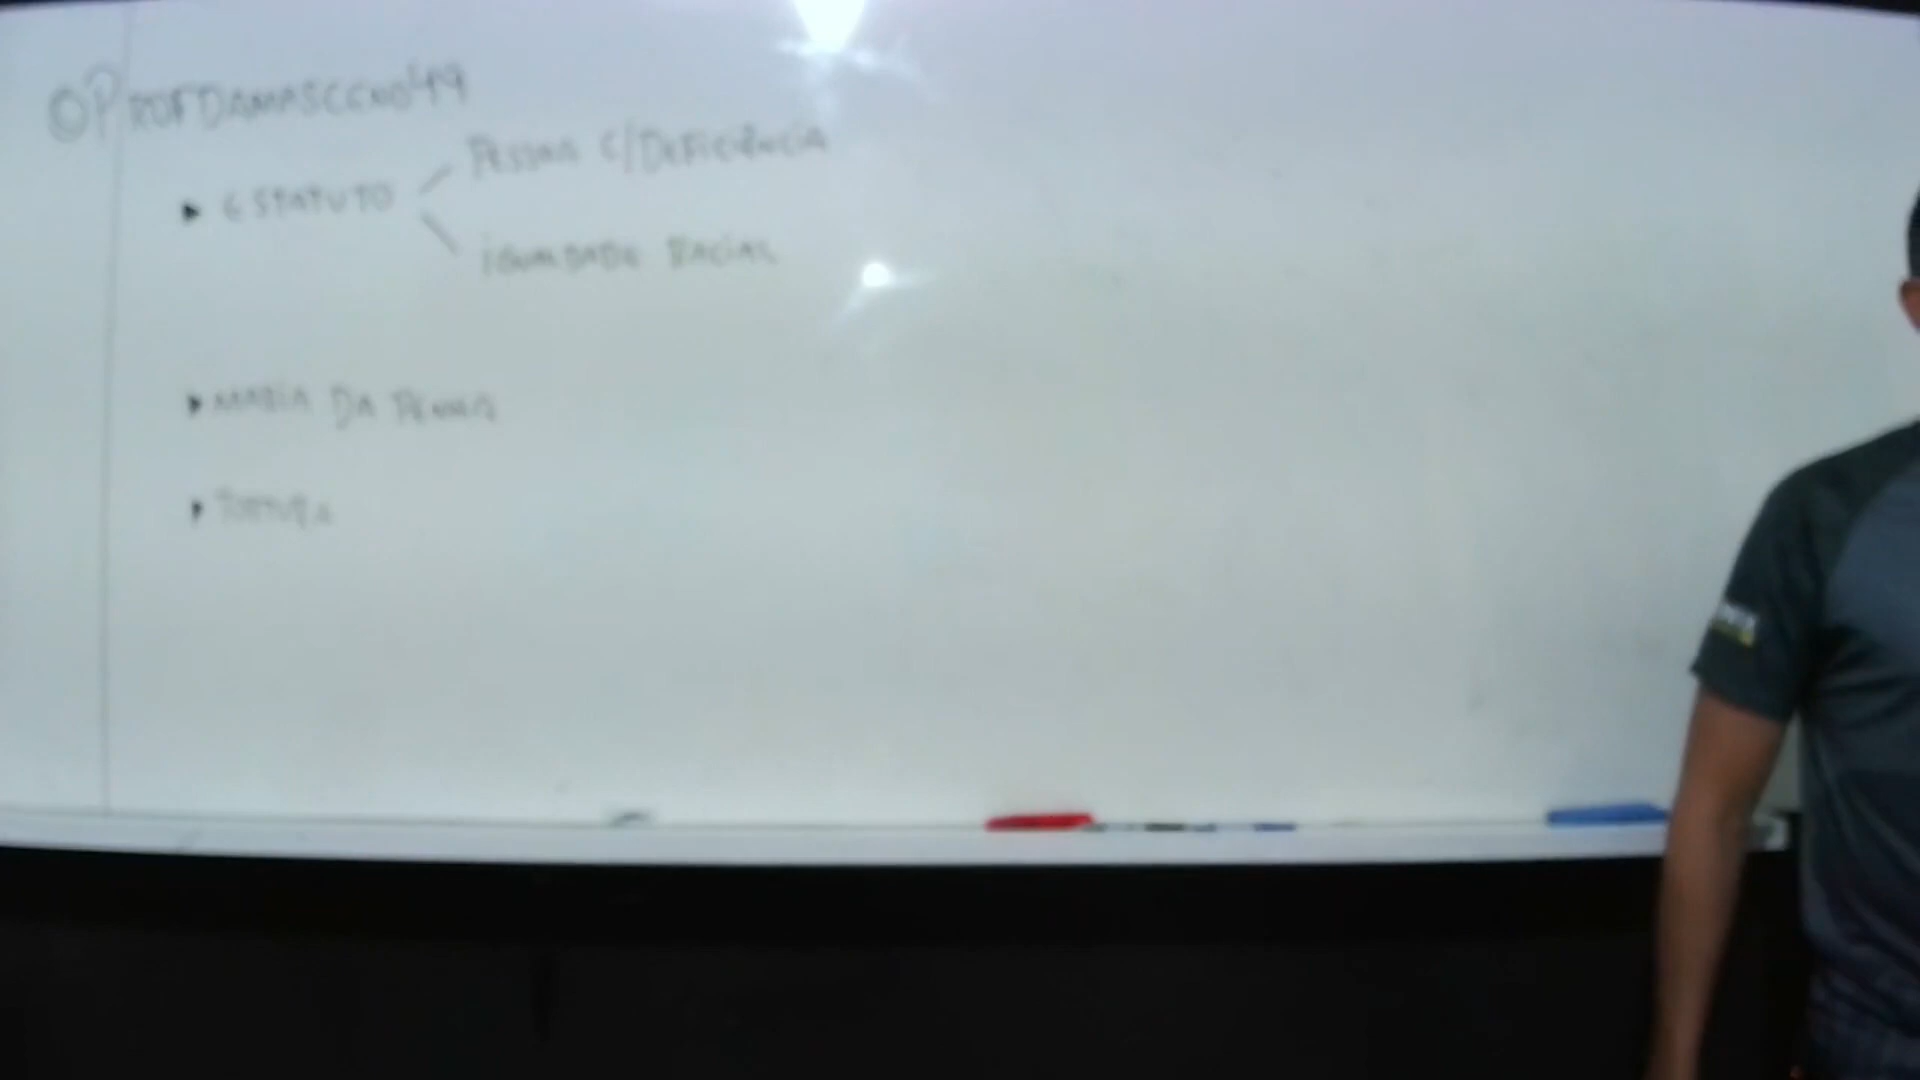 @PROFDAMASCENO49
► ESTATUTO
PESSOA C/DEFICIÊNCIA
IGUALDADE RACIAL
► MARIA DA PENHA
► TORTURA